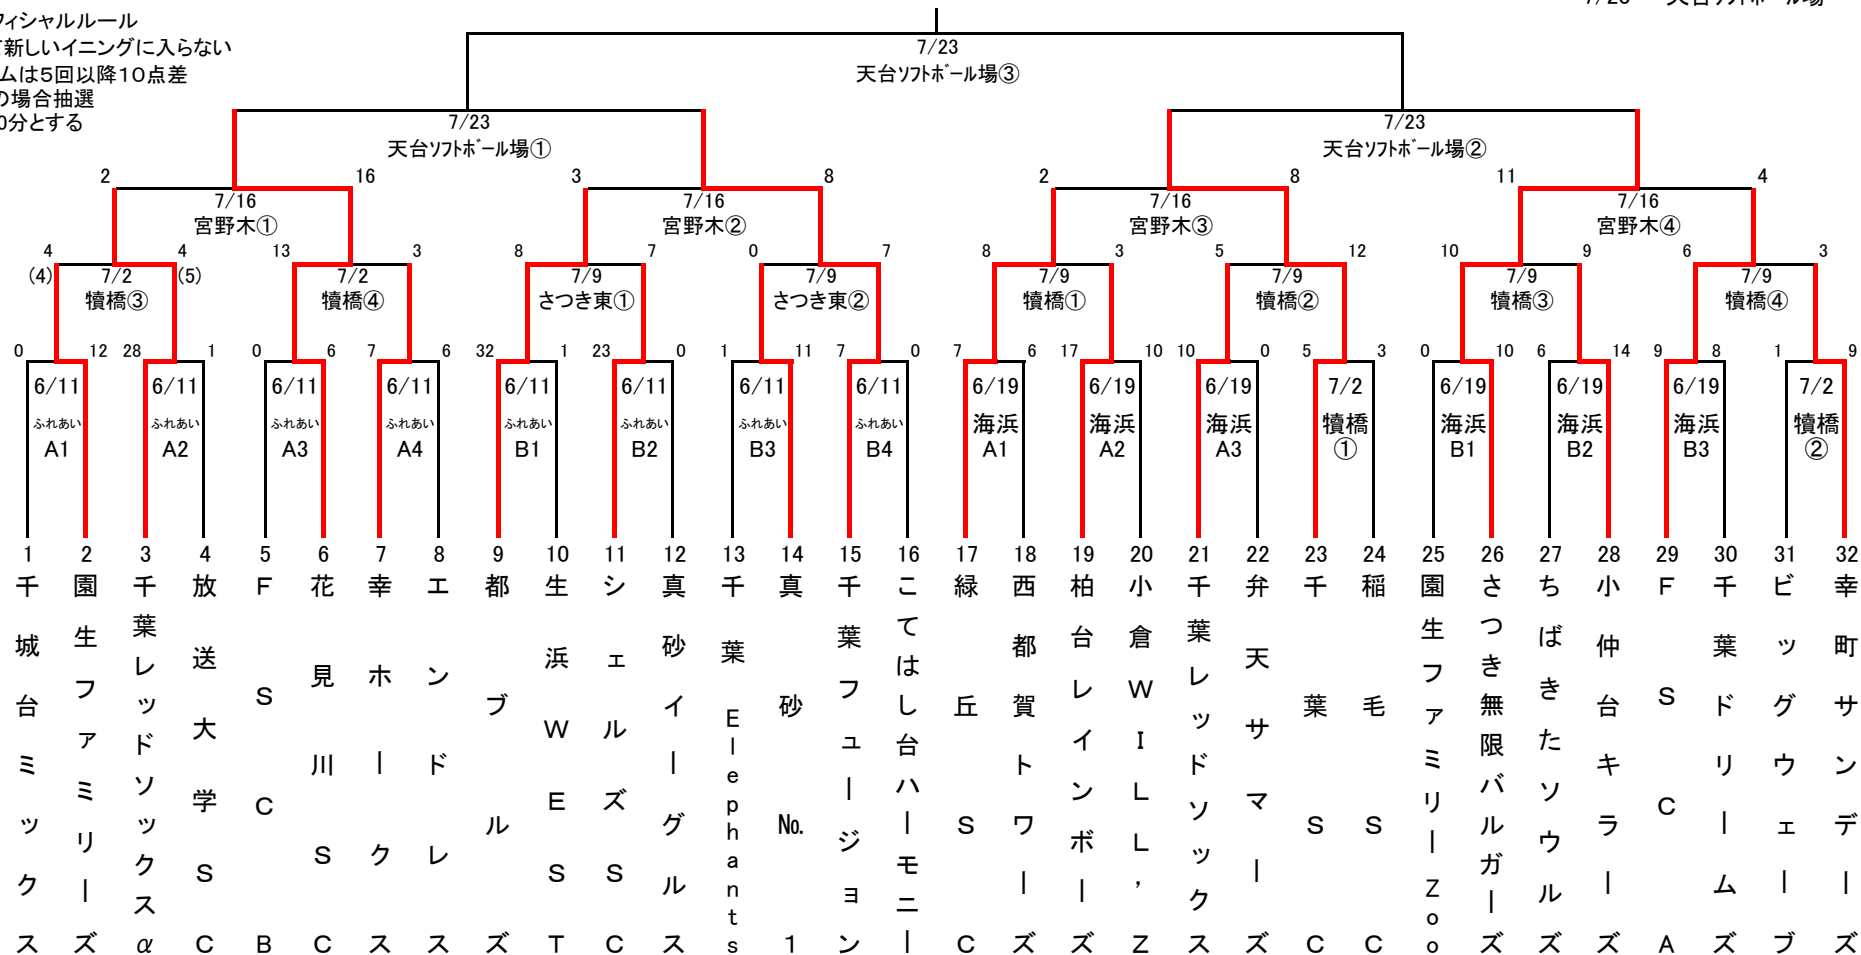 フィシャルルール
て新しいイニングに入らない
ームは５回以降１０点差
の場合抽選
0分とする
7/23
天台ソフトボール場③
7/23
天台ソフトボール場①
7/23
天台ソフトボール場②
2 16 3 8 2 8 11 4
7/16 7/16 7/16 7/16
宮野木① 宮野木② 宮野木③ 宮野木④
4 4 13 3 8 7 0 7 8 3 5 12 10 9 6 3
(4) 7/2 (5) 7/2 7/9 7/9 7/9 7/9 7/9 7/9
犢橋③ 犢橋④ さつき東① さつき東② 犢橋① 犢橋② 犢橋③ 犢橋④
0 12 28 1 0 6 7 6 32 1 23 0 1 11 7 0 7 6 17 10 10 0 5 3 0 10 6 14 9 8 1 9
6/11 6/11 6/11 6/11 6/11 6/11 6/11 6/11 6/19 6/19 6/19 7/2 6/19 6/19 6/19 7/2
ふれあい ふれあい ふれあい ふれあい ふれあい ふれあい ふれあい ふれあい 海浜 海浜 海浜 犢橋 海浜 海浜 海浜 犢橋
A1 A2 A3 A4 B1 B2 B3 B4 A1 A2 A3 ① B1 B2 B3 ②
1 千城台ミックス
2 園生ファミリーズ
3 千葉レッドソックスα
4 放送大学ＳＣ
5 ＦＳＣＢ
6 花見川ＳＣ
7 幸ホークス
8 エンドレス
9 都ブルズ
10 生浜ＷＥＳＴ
11 シェルズＳＣ
12 真砂イーグルス
13 千葉Elephants
14 真砂№1
15 千葉フュージョン
16 こてはし台ハーモニー
17 緑丘ＳＣ
18 西都賀トワーズ
19 柏台レインボーズ
20 小倉ＷＩＬＬ，Ｚ
21 千葉レッドソックス
22 弁天サマーズ
23 千葉ＳＣ
24 稲毛ＳＣ
25 園生ファミリーZoo
26 さつき無限バルガーズ
27 ちばきたソウルズ
28 小仲台キラーズ
29 ＦＳＣＡ
30 千葉ドリームズ
31 ビッグウェーブ
32 幸町サンデーズ